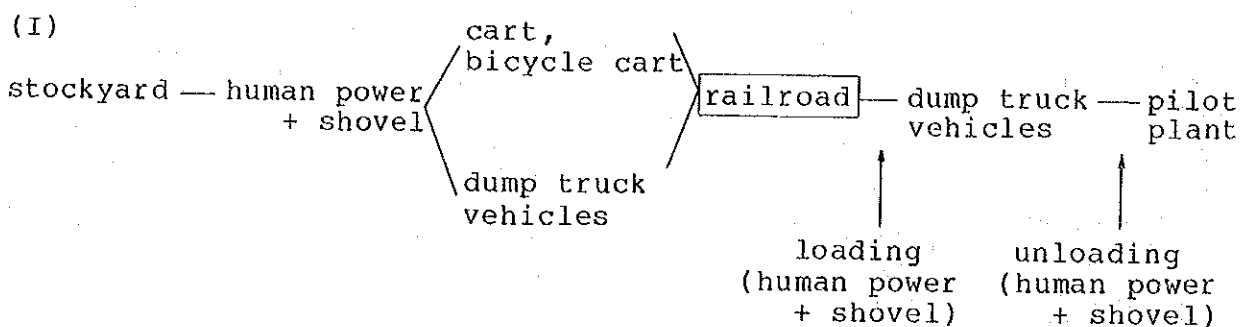 (I)
cart,
bicycle cart
stockyard — human power
+ shovel
railroad — dump truck
vehicles — pilot
plant
dump truck
vehicles
loading
(human power
+ shovel)
unloading
(human power
+ shovel)